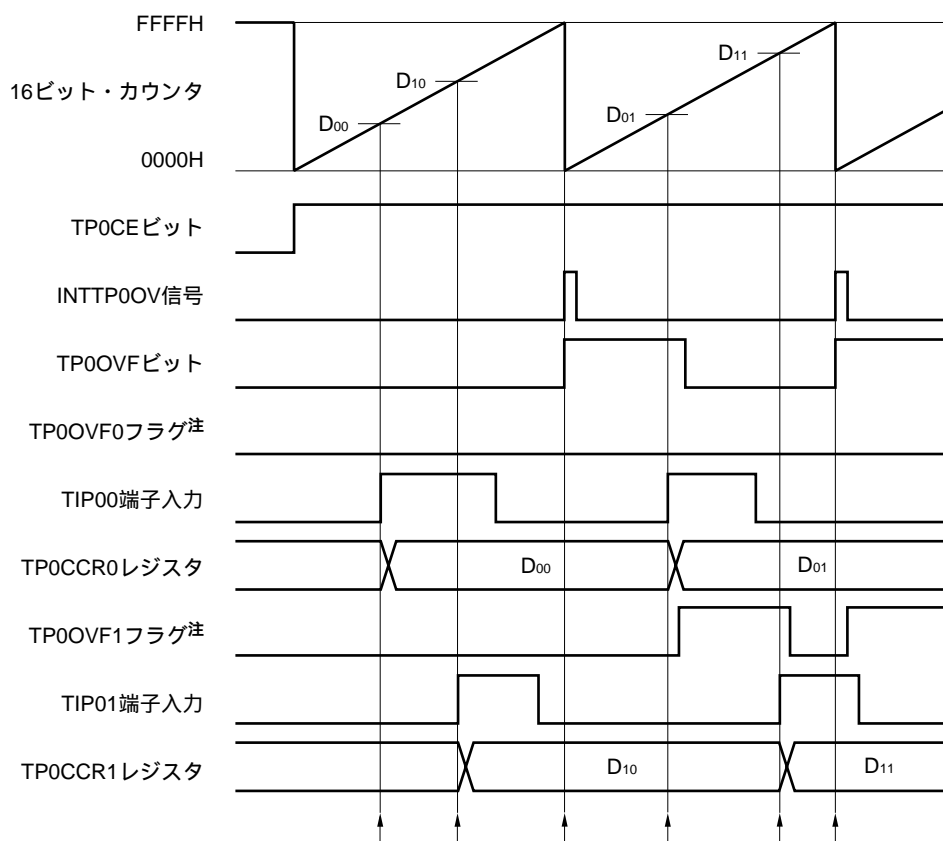 FFFFH
16ビット・カウンタ
D10
D11
D00
D01
0000H
TP0CEビット
INTTP0OV信号
TP0OVFビット
TP0OVF0フラグ注
TIP00端子入力
TP0CCR0レジスタ
D00
D01
TP0OVF1フラグ注
TIP01端子入力
TP0CCR1レジスタ
D10
D11